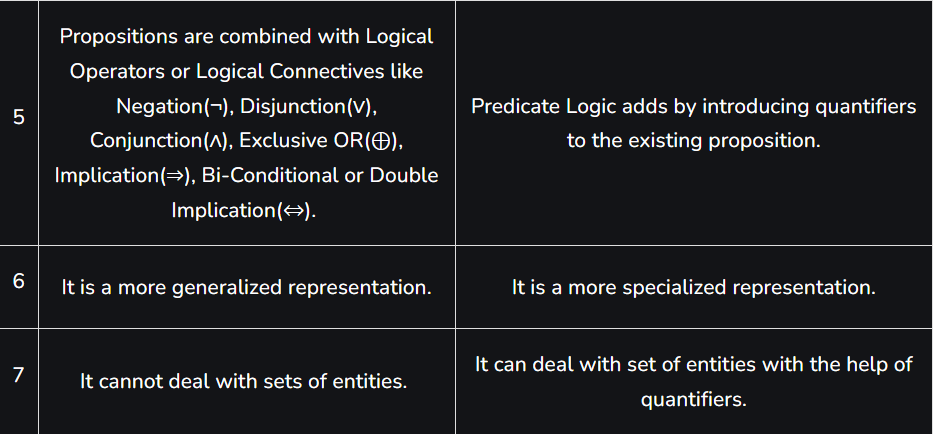 5
Propositions are combined with Logical
Operators or Logical Connectives like
Negation(¬), Disjunction(∨),
Conjunction(∧), Exclusive OR(⨁),
Implication(⇒), Bi-Conditional or Double
Implication(⇔).
Predicate Logic adds by introducing quantifiers
to the existing proposition.
6
It is a more generalized representation.
It is a more specialized representation.
7
It cannot deal with sets of entities.
It can deal with set of entities with the help of
quantifiers.